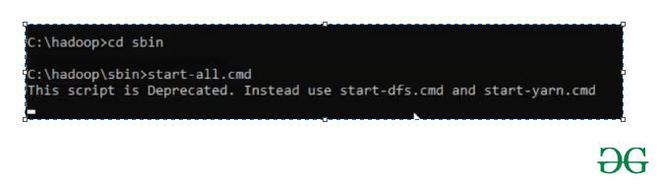 C:\hadoop>cd sbin
C:\hadoop\sbin>start-all.cmd
This script is Deprecated. Instead use start-dfs.cmd and start-yarn.cmd